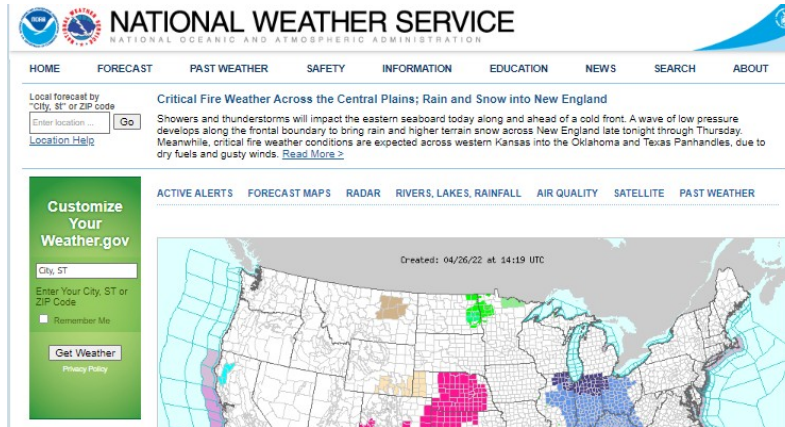 NOAA
NATIONAL WEATHER SERVICE
NATIONAL OCEANIC AND ATMOSPHERIC ADMINISTRATION
HOME FORECAST PAST WEATHER SAFETY INFORMATION EDUCATION NEWS SEARCH ABOUT
Local forecast by
"City, St" or ZIP code
Enter location ...
Go
Location Help
Critical Fire Weather Across the Central Plains; Rain and Snow into New England
Showers and thunderstorms will impact the eastern seaboard today along and ahead of a cold front. A wave of low pressure
develops along the frontal boundary to bring rain and higher terrain snow across New England late tonight through Thursday.
Meanwhile, critical fire weather conditions are expected across western Kansas into the Oklahoma and Texas Panhandles, due to
dry fuels and gusty winds. Read More >
Customize
Your
Weather.gov
City, ST
Enter Your City, ST or
ZIP Code
Remember Me
Get Weather
Privacy Policy
ACTIVE ALERTS FORECAST MAPS RADAR RIVERS, LAKES, RAINFALL AIR QUALITY SATELLITE PAST WEATHER
Created: 04/26/22 at 14:19 UTC